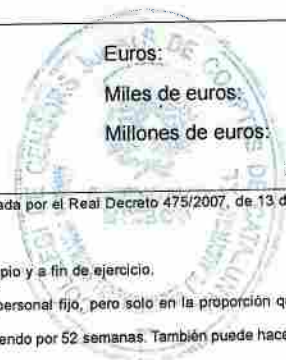 Euros:
Miles de euros:
Millones de euros:
ada por el Real Decreto 475/2007, de 13 d
pio y a fin de ejercicio.
personal fijo, pero solo en la proporción q
endo por 52 semanas. También puede hace